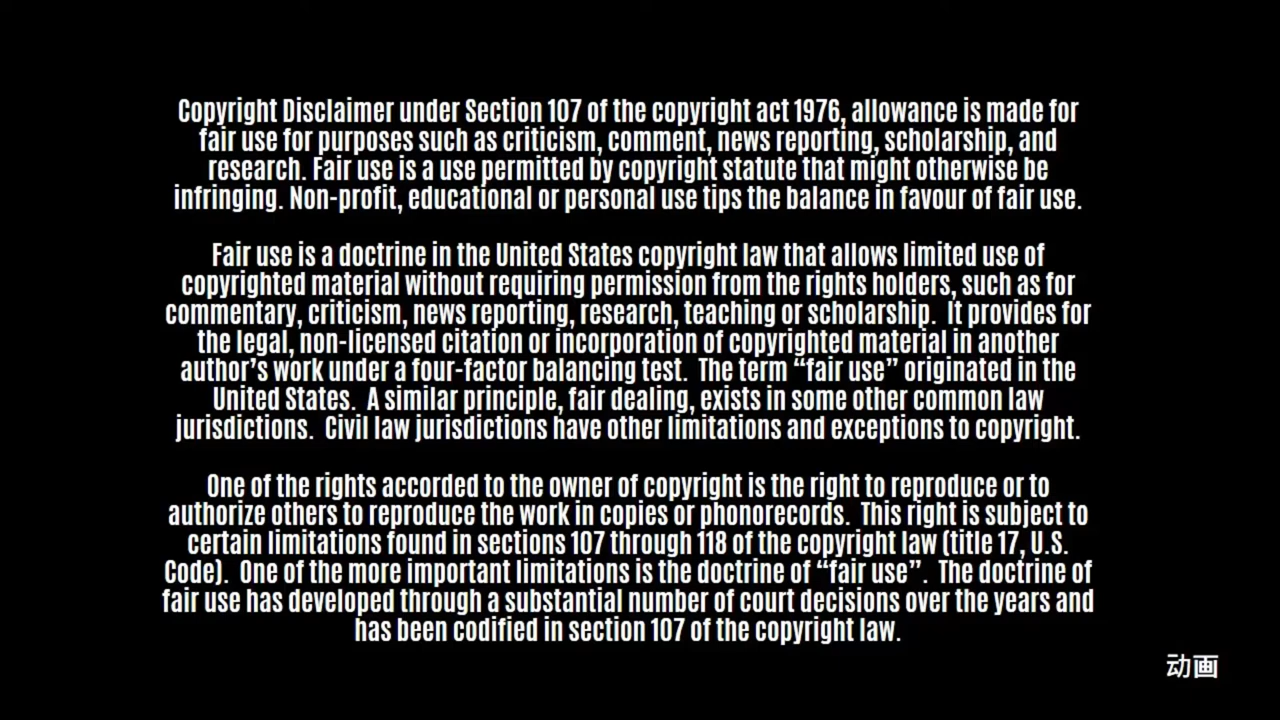 Copyright Disclaimer under Section 107 of the copyright act 1976, allowance is made for
fair use for purposes such as criticism, comment, news reporting, scholarship, and
research. Fair use is a use permitted by copyright statute that might otherwise be
infringing. Non-profit, educational or personal use tips the balance in favour of fair use.
Fair use is a doctrine in the United States copyright law that allows limited use of
copyrighted material without requiring permission from the rights holders, such as for
commentary, criticism, news reporting, research, teaching or scholarship.  It provides for
the legal, non-licensed citation or incorporation of copyrighted material in another
author’s work under a four-factor balancing test.  The term “fair use” originated in the
United States.  A similar principle, fair dealing, exists in some other common law
jurisdictions.  Civil law jurisdictions have other limitations and exceptions to copyright.
One of the rights accorded to the owner of copyright is the right to reproduce or to
authorize others to reproduce the work in copies or phonorecords.  This right is subject to
certain limitations found in sections 107 through 118 of the copyright law (title 17, U.S.
Code).  One of the more important limitations is the doctrine of “fair use”.  The doctrine of
fair use has developed through a substantial number of court decisions over the years and
has been codified in section 107 of the copyright law.
动画